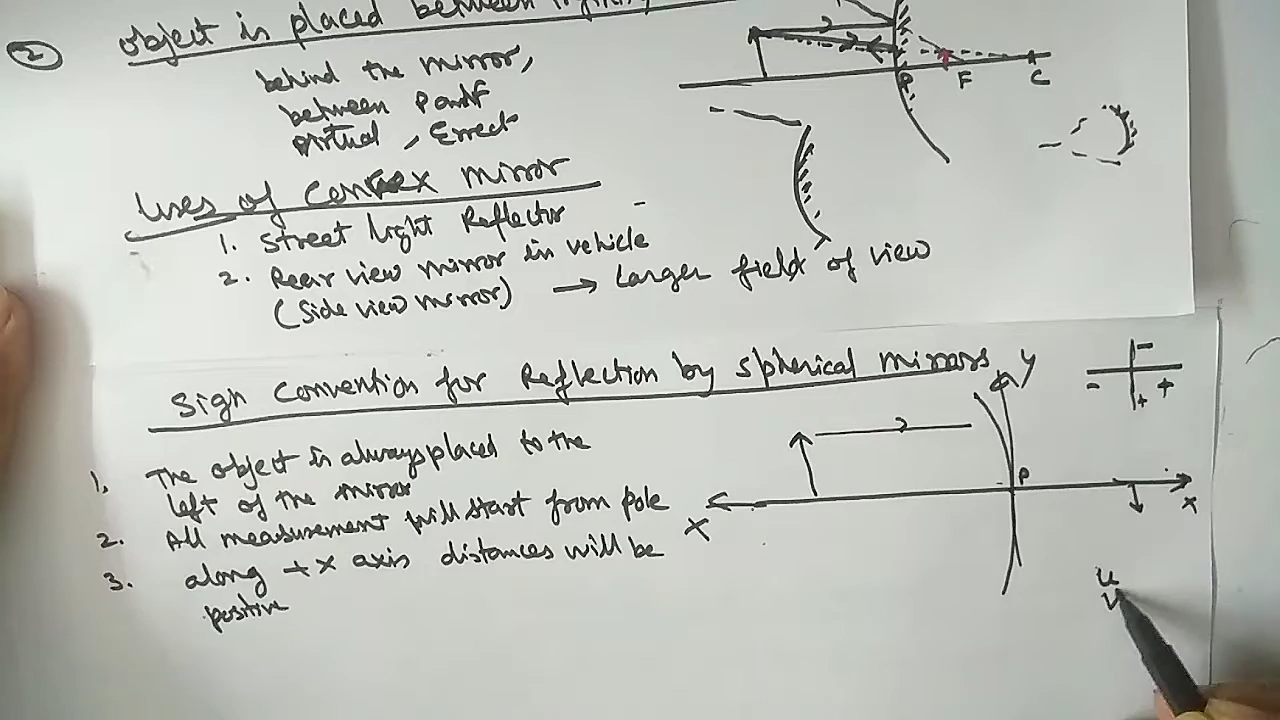 2 object is placed between
behind the mirror,
between P and F
virtual, Erect
P F C
Uses of Convex mirror
1. Street light Reflector
2. Rear view mirror in vehicle
(side view mirror) → Larger field of view
Sign Convention for Reflection by spherical mirrors
y
- - + +
1. The object is always placed to the
left of the mirror
2. All measurement will start from pole
3. along +x axis distances will be
positive
P
X X
u
v